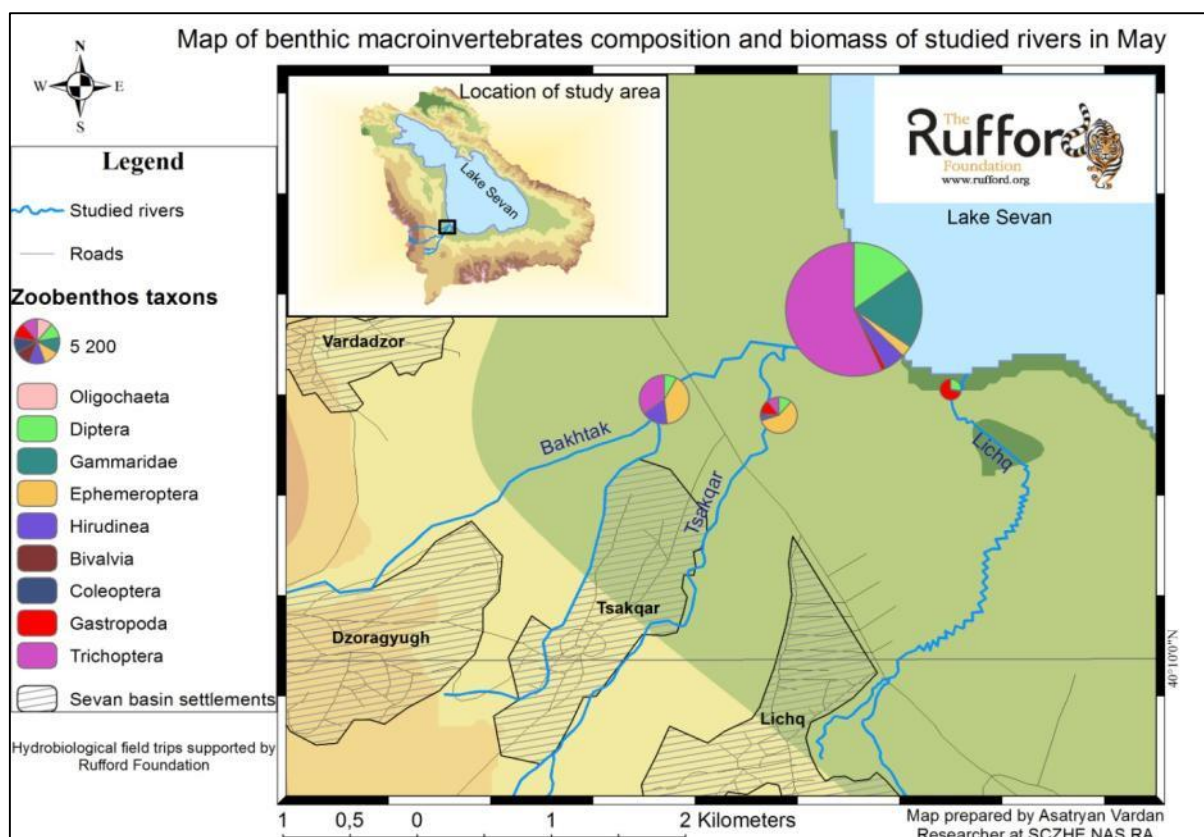 Map of benthic macroinvertebrates composition and biomass of studied rivers in May
N
W
E
S
Legend
Studied rivers
Roads
Zoobenthos taxons
5 200
Oligochaeta
Diptera
Gammaridae
Ephemeroptera
Hirudinea
Bivalvia
Coleoptera
Gastropoda
Trichoptera
Sevan basin settlements
Hydrobiological field trips supported by
Rufford Foundation
Location of study area
Lake Sevan
The
Rufford
Foundation
www.rufford.org
Lake Sevan
Vardadzor
Bakhtak
Tsakqar
Lichq
Tsakqar
Dzoragyugh
Lichq
40°10'0"N
1 0,5 0 1 2 Kilometers
Map prepared by Asatryan Vardan
Researcher at SCZHE NAS RA